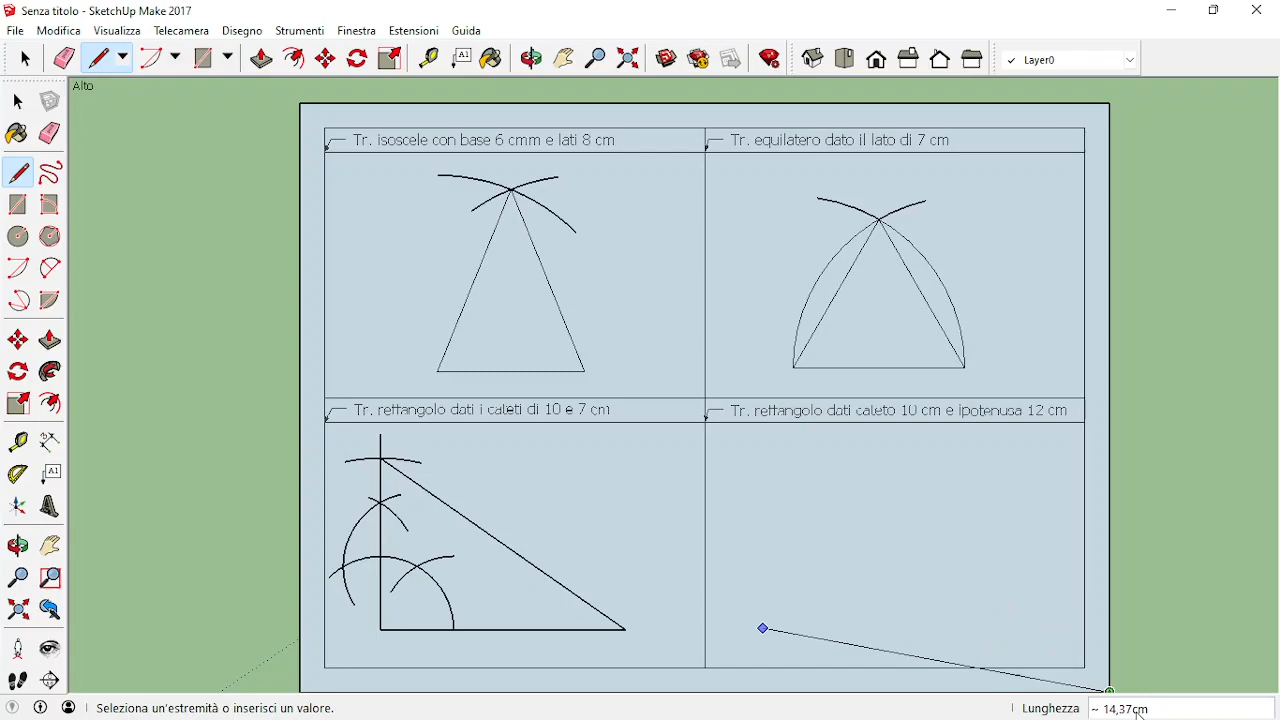 Senza titolo - SketchUp Make 2017
File Modifica Visualizza Telecamera Disegno Strumenti Finestra Estensioni Guida
A1
Layer0
Alto
Tr. isoscele con base 6 cmm e lati 8 cm
Tr. equilatero dato il lato di 7 cm
Tr. rettangolo dati i cateti di 10 e 7 cm
Tr. rettangolo dati cateto 10 cm e ipotenusa 12 cm
A1
Seleziona un'estremità o inserisci un valore.
Lunghezza
~ 14,37cm